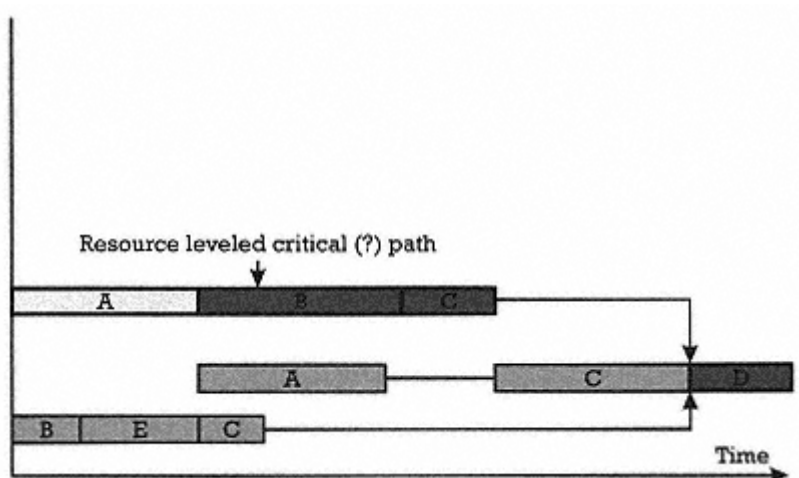 Resource leveled critical (?) path
A B C
A C D
B E C
Time